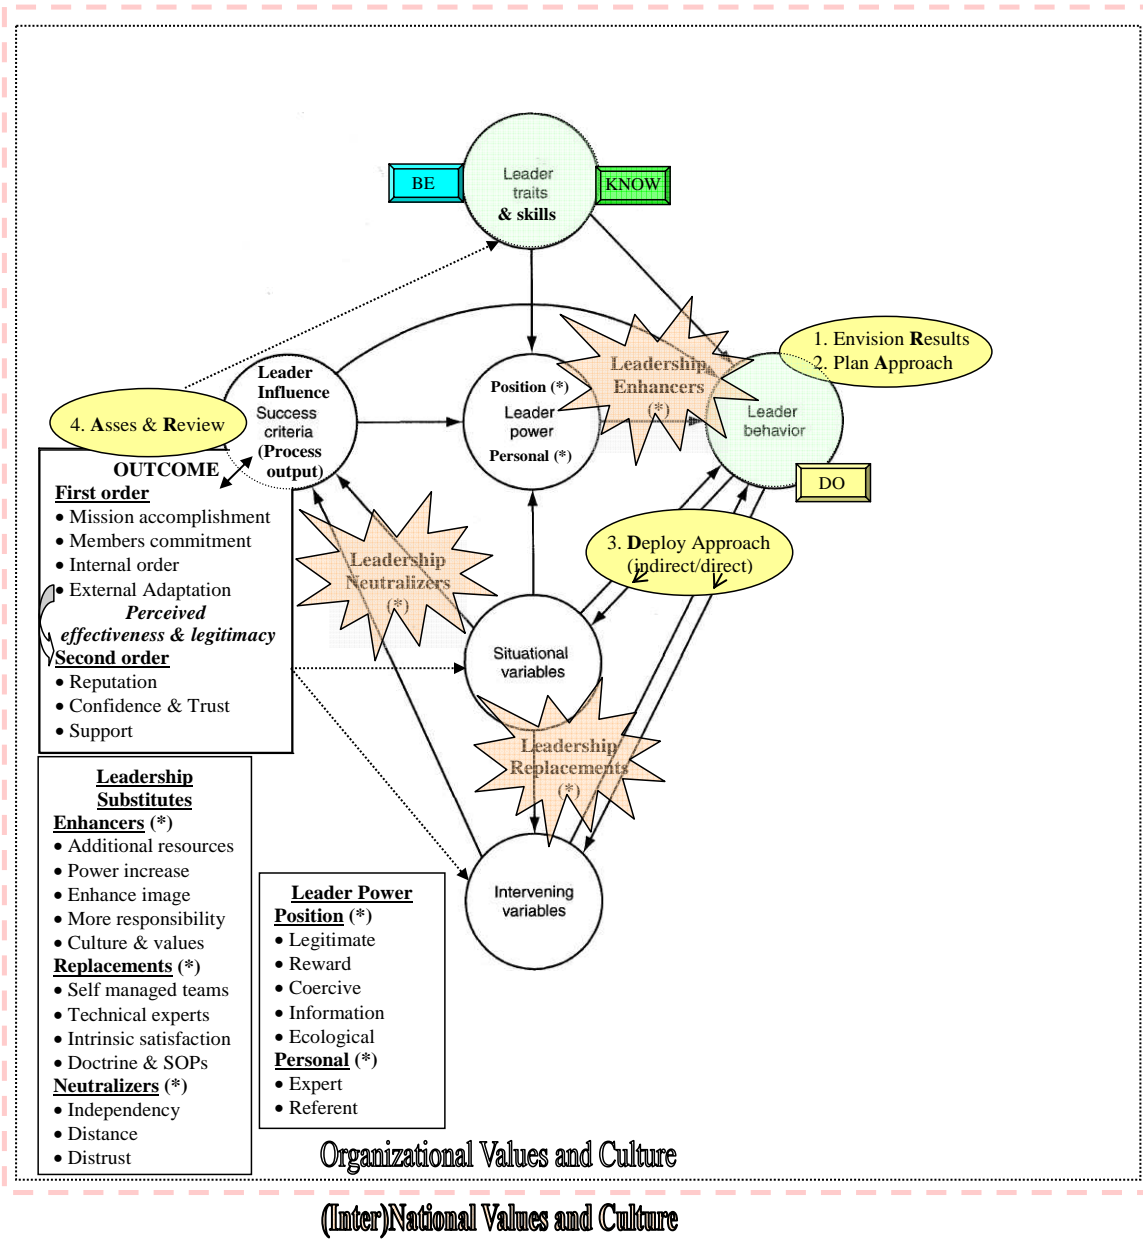 BE
Leader
traits
& skills
KNOW
1. Envision Results
2. Plan Approach
Leadership
Enhancers
(*)
Leader
Influence
Success
criteria
(Process
output)
Position (*)
Leader
power
Personal (*)
Leader
behavior
DO
4. Asses & Review
OUTCOME
First order
• Mission accomplishment
• Members commitment
• Internal order
• External Adaptation
Perceived
effectiveness & legitimacy
Second order
• Reputation
• Confidence & Trust
• Support
Leadership
Neutralizers
(*)
3. Deploy Approach
(indirect/direct)
Situational
variables
Leadership
Replacements
(*)
Intervening
variables
Leadership
Substitutes
Enhancers (*)
• Additional resources
• Power increase
• Enhance image
• More responsibility
• Culture & values
Replacements (*)
• Self managed teams
• Technical experts
• Intrinsic satisfaction
• Doctrine & SOPs
Neutralizers (*)
• Independency
• Distance
• Distrust
Leader Power
Position (*)
• Legitimate
• Reward
• Coercive
• Information
• Ecological
Personal (*)
• Expert
• Referent
Organizational Values and Culture
(Inter)National Values and Culture